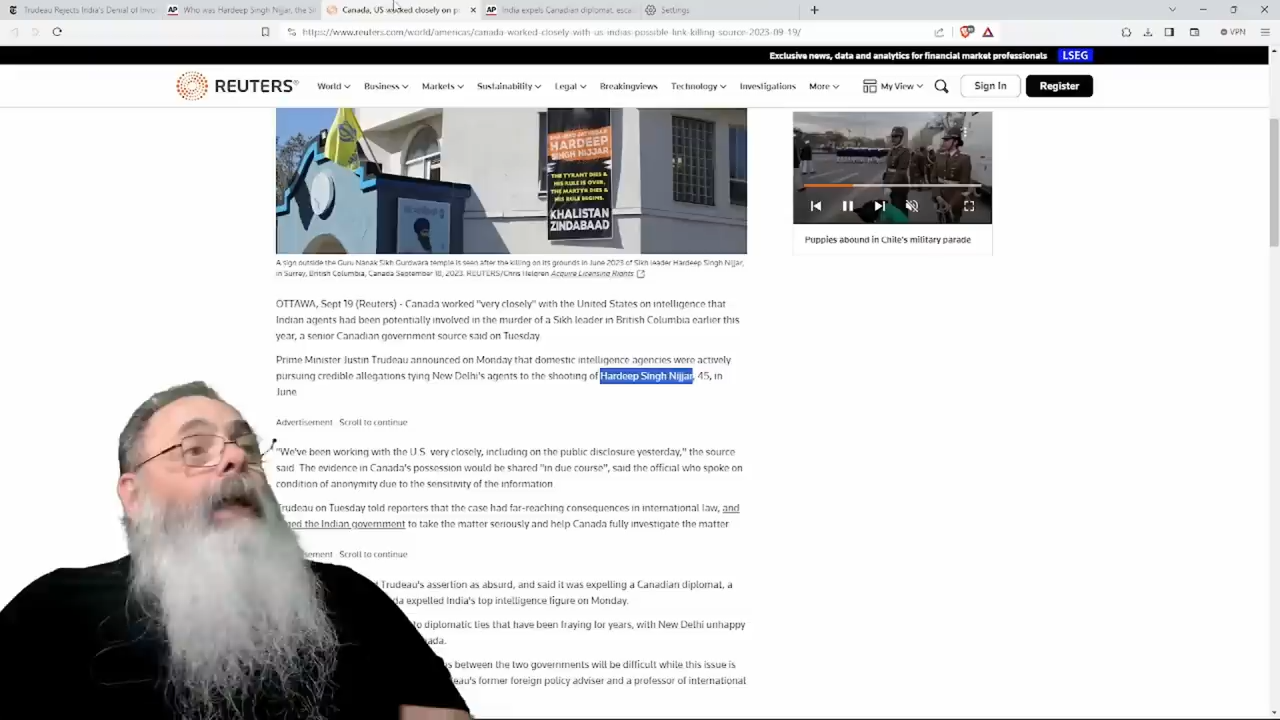 Trudeau Rejects India's Denial of Invol
Who was Hardeep Singh Nijjar, the Si
Canada, US worked closely on p
India expels Canadian diplomat, esca
Settings
https://www.reuters.com/world/americas/canada-worked-closely-with-us-indias-possible-link-killing-source-2023-09-19/
VPN
Exclusive news, data and analytics for financial market professionals
LSEG
REUTERS®
World
Business
Markets
Sustainability
Legal
Breakingviews
Technology
Investigations
More
My View
Sign In
Register
HARDEEP
SINGH NIJJAR
THE TYRANT DIES &
HIS RULE IS OVER,
THE MARTYR DIES &
HIS RULE BEGINS.
KHALISTAN
ZINDABAAD
Puppies abound in Chile's military parade
A sign outside the Guru Nanak Sikh Gurdwara temple is seen after the killing on its grounds in June 2023 of Sikh leader Hardeep Singh Nijjar,
in Surrey, British Columbia, Canada September 18, 2023. REUTERS/Chris Helgren Acquire Licensing Rights
OTTAWA, Sept 19 (Reuters) - Canada worked "very closely" with the United States on intelligence that
Indian agents had been potentially involved in the murder of a Sikh leader in British Columbia earlier this
year, a senior Canadian government source said on Tuesday.
Prime Minister Justin Trudeau announced on Monday that domestic intelligence agencies were actively
pursuing credible allegations tying New Delhi's agents to the shooting of Hardeep Singh Nijjar, 45, in
June.
Advertisement · Scroll to continue
"We've been working with the U.S. very closely, including on the public disclosure yesterday," the source
said. The evidence in Canada's possession would be shared "in due course", said the official who spoke on
condition of anonymity due to the sensitivity of the information.
Trudeau on Tuesday told reporters that the case had far-reaching consequences in international law, and
the Indian government to take the matter seriously and help Canada fully investigate the matter.
Scroll to continue
Trudeau's assertion as absurd, and said it was expelling a Canadian diplomat, a
expelled India's top intelligence figure on Monday.
to diplomatic ties that have been fraying for years, with New Delhi unhappy
between the two governments will be difficult while this issue is
former foreign policy adviser and a professor of international